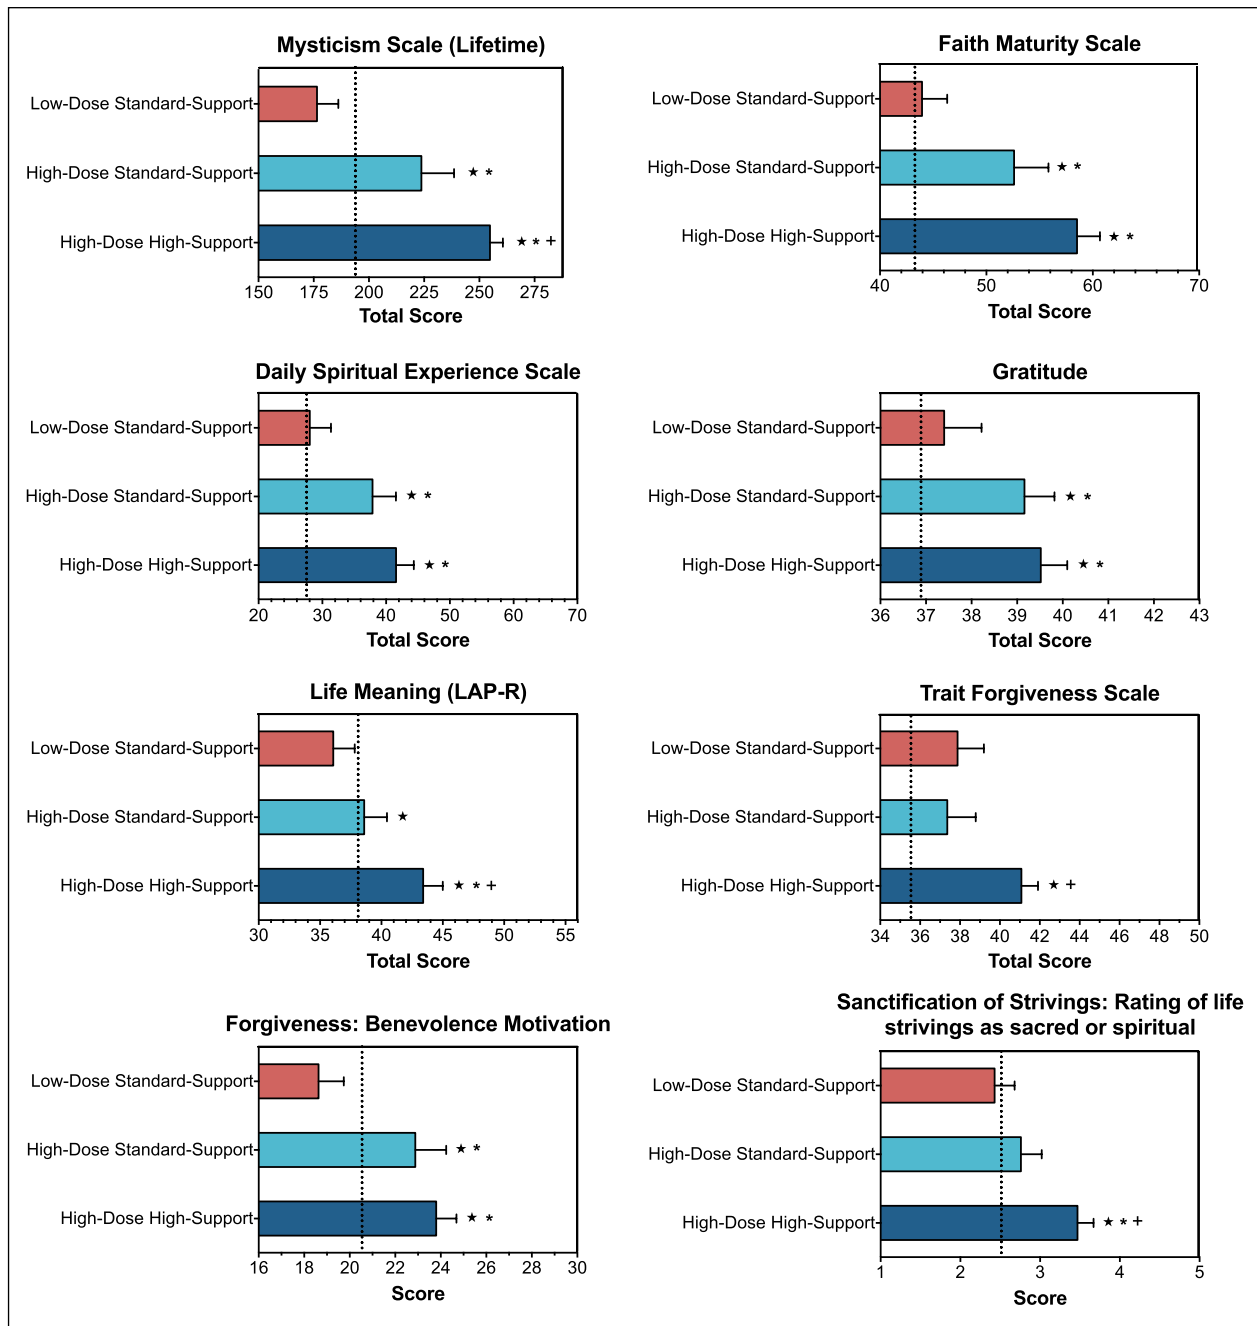 Mysticism Scale (Lifetime)
Low-Dose Standard-Support
High-Dose Standard-Support ★ *
High-Dose High-Support ★ * +
150 175 200 225 250 275
Total Score
Faith Maturity Scale
Low-Dose Standard-Support
High-Dose Standard-Support ★ *
High-Dose High-Support ★ *
40 50 60 70
Total Score
Daily Spiritual Experience Scale
Low-Dose Standard-Support
High-Dose Standard-Support ★ *
High-Dose High-Support ★ *
20 30 40 50 60 70
Total Score
Gratitude
Low-Dose Standard-Support
High-Dose Standard-Support ★ *
High-Dose High-Support ★ *
36 37 38 39 40 41 42 43
Total Score
Life Meaning (LAP-R)
Low-Dose Standard-Support
High-Dose Standard-Support ★
High-Dose High-Support ★ * +
30 35 40 45 50 55
Total Score
Trait Forgiveness Scale
Low-Dose Standard-Support
High-Dose Standard-Support
High-Dose High-Support ★ +
34 36 38 40 42 44 46 48 50
Total Score
Forgiveness: Benevolence Motivation
Low-Dose Standard-Support
High-Dose Standard-Support ★ *
High-Dose High-Support ★ *
16 18 20 22 24 26 28 30
Score
Sanctification of Strivings: Rating of life
strivings as sacred or spiritual
Low-Dose Standard-Support
High-Dose Standard-Support
High-Dose High-Support ★ * +
1 2 3 4 5
Score